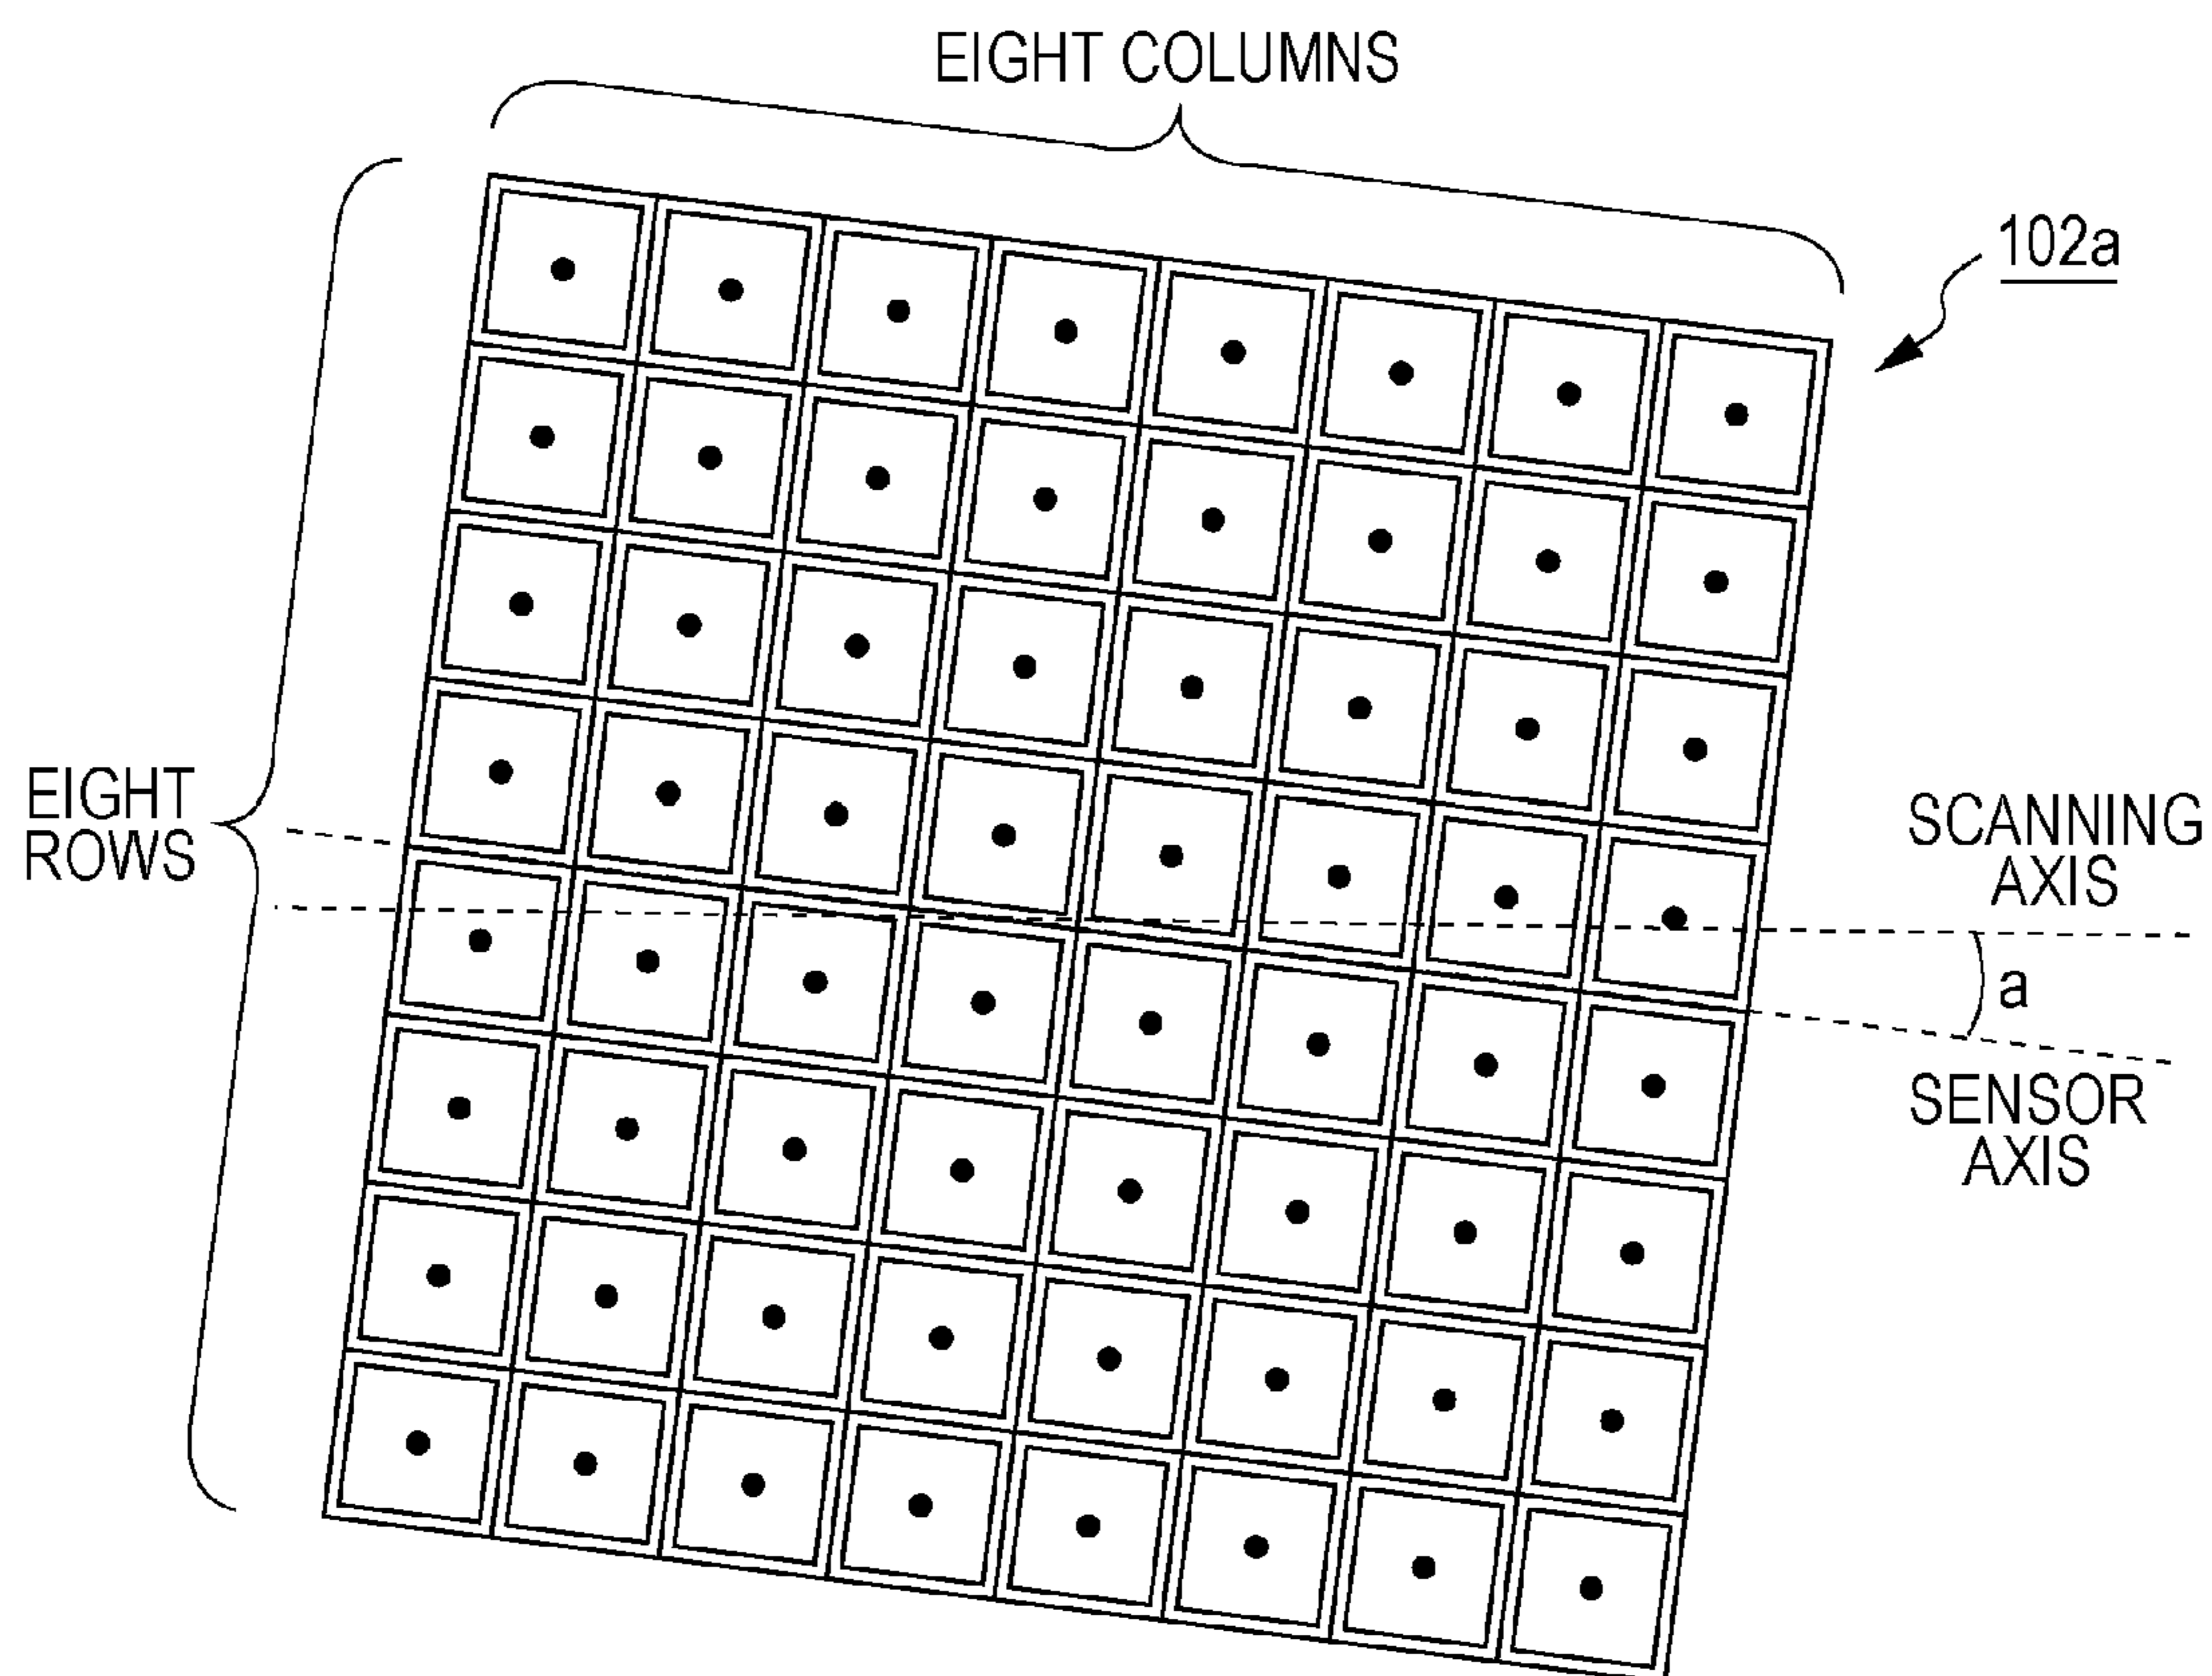 EIGHT COLUMNS
102a
EIGHT
ROWS
SCANNING
AXIS
a
SENSOR
AXIS